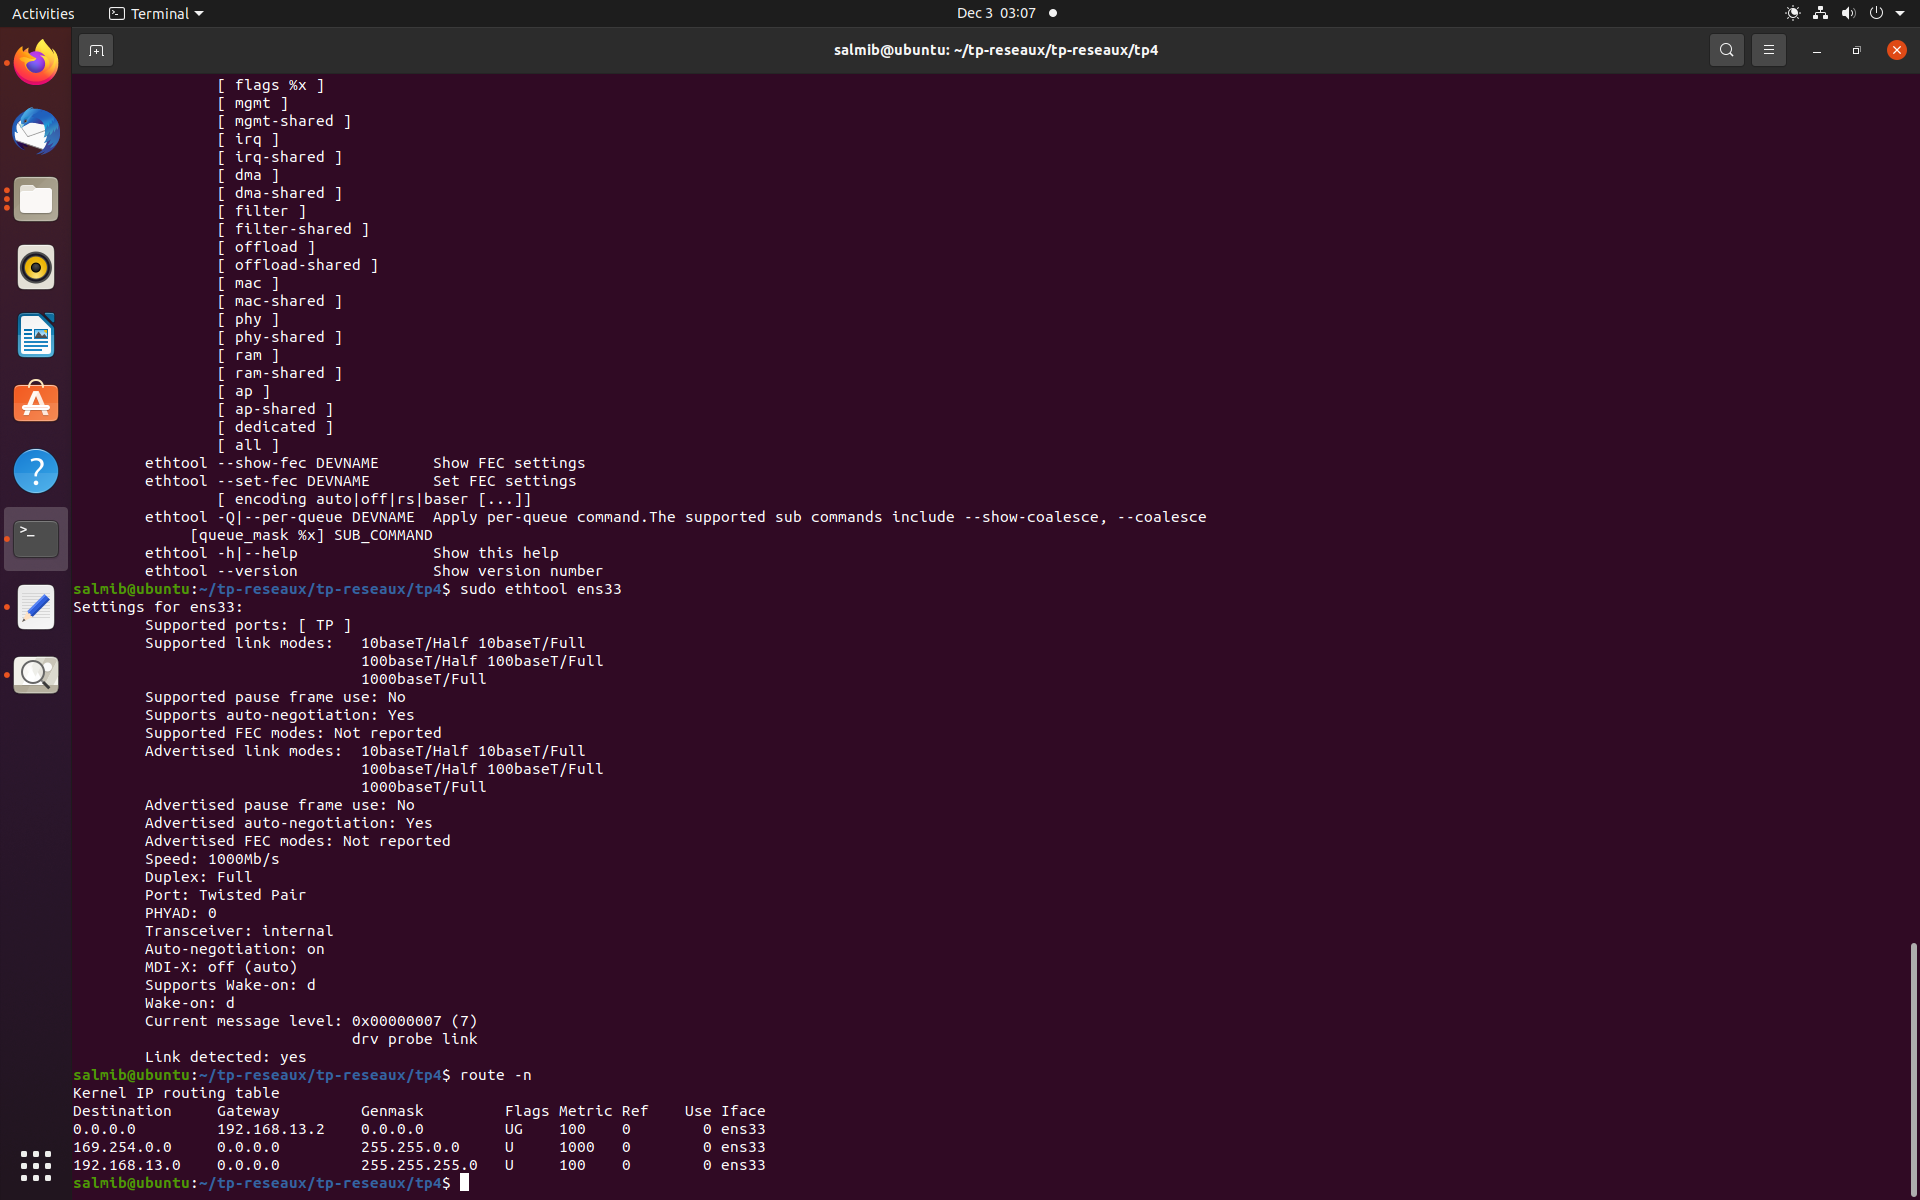 Activities
Terminal
Dec 3 03:07
salmib@ubuntu: ~/tp-reseaux/tp-reseaux/tp4
[ flags %x ]
[ mgmt ]
[ mgmt-shared ]
[ irq ]
[ irq-shared ]
[ dma ]
[ dma-shared ]
[ filter ]
[ filter-shared ]
[ offload ]
[ offload-shared ]
[ mac ]
[ mac-shared ]
[ phy ]
[ phy-shared ]
[ ram ]
[ ram-shared ]
[ ap ]
[ ap-shared ]
[ dedicated ]
[ all ]
ethtool --show-fec DEVNAME      Show FEC settings
ethtool --set-fec DEVNAME       Set FEC settings
[ encoding auto|off|rs|baser [...]]
ethtool -Q|--per-queue DEVNAME  Apply per-queue command.The supported sub commands include --show-coalesce, --coalesce
[queue_mask %x] SUB_COMMAND
ethtool -h|--help               Show this help
ethtool --version               Show version number
salmib@ubuntu:~/tp-reseaux/tp-reseaux/tp4$ sudo ethtool ens33
Settings for ens33:
Supported ports: [ TP ]
Supported link modes:   10baseT/Half 10baseT/Full
100baseT/Half 100baseT/Full
1000baseT/Full
Supported pause frame use: No
Supports auto-negotiation: Yes
Supported FEC modes: Not reported
Advertised link modes:  10baseT/Half 10baseT/Full
100baseT/Half 100baseT/Full
1000baseT/Full
Advertised pause frame use: No
Advertised auto-negotiation: Yes
Advertised FEC modes: Not reported
Speed: 1000Mb/s
Duplex: Full
Port: Twisted Pair
PHYAD: 0
Transceiver: internal
Auto-negotiation: on
MDI-X: off (auto)
Supports Wake-on: d
Wake-on: d
Current message level: 0x00000007 (7)
drv probe link
Link detected: yes
salmib@ubuntu:~/tp-reseaux/tp-reseaux/tp4$ route -n
Kernel IP routing table
Destination     Gateway         Genmask         Flags Metric Ref    Use Iface
0.0.0.0         192.168.13.2    0.0.0.0         UG    100    0        0 ens33
169.254.0.0     0.0.0.0         255.255.0.0     U     1000   0        0 ens33
192.168.13.0    0.0.0.0         255.255.255.0   U     100    0        0 ens33
salmib@ubuntu:~/tp-reseaux/tp-reseaux/tp4$